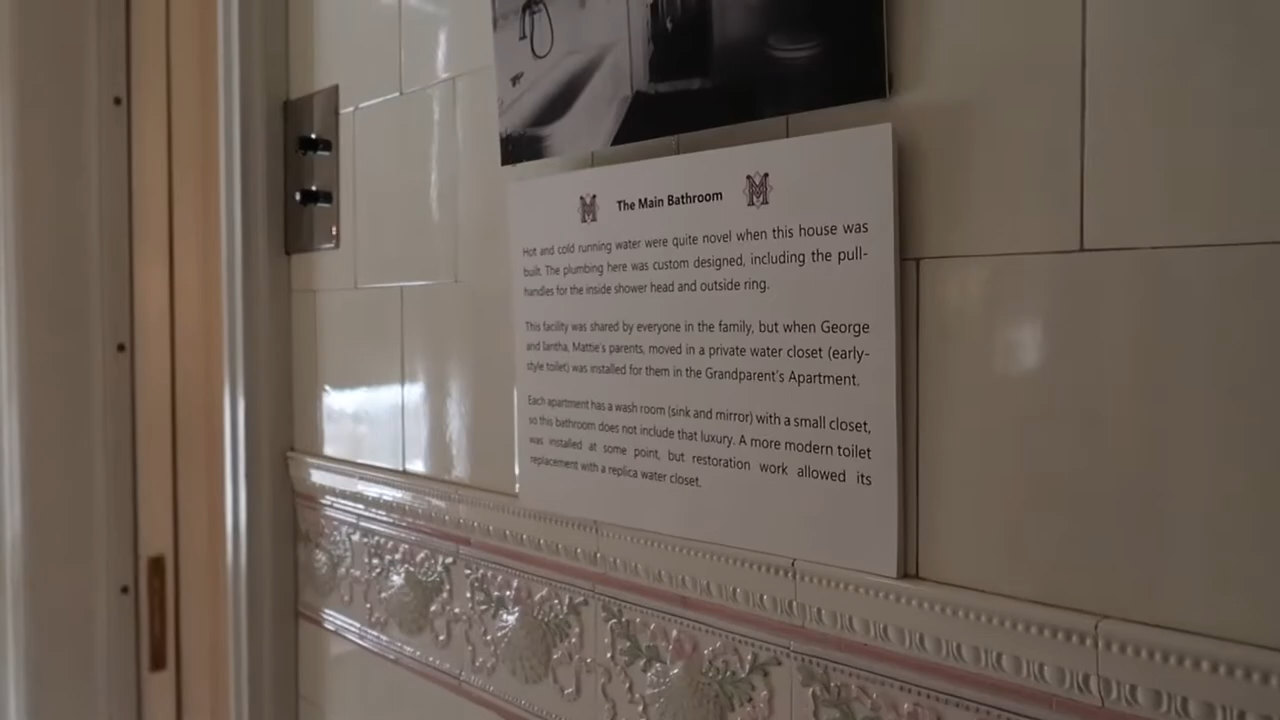 The Main Bathroom
Hot and cold running water were quite novel when this house was
built. The plumbing here was custom designed, including the pull-
handles for the inside shower head and outside ring.
This facility was shared by everyone in the family, but when George
and Iantha, Mattie's parents, moved in a private water closet (early-
style toilet) was installed for them in the Grandparent's Apartment.
Each apartment has a wash room (sink and mirror) with a small closet,
so this bathroom does not include that luxury. A more modern toilet
was installed at some point, but restoration work allowed its
replacement with a replica water closet.